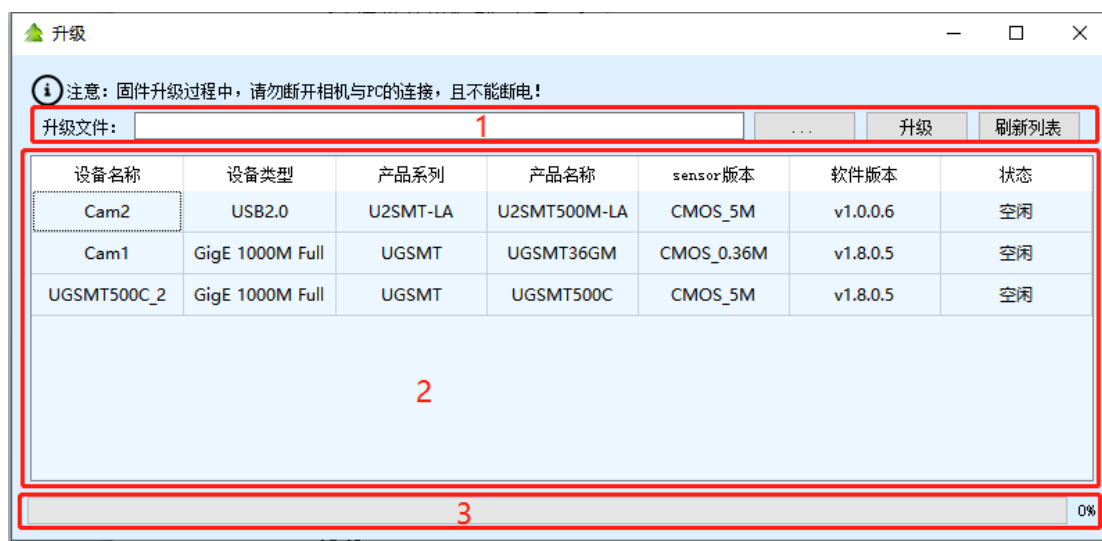 升级
注意：固件升级过程中，请勿断开相机与PC的连接，且不能断电！
升级文件： 1 ... 升级 刷新列表
设备名称 设备类型 产品系列 产品名称 sensor版本 软件版本 状态
Cam2 USB2.0 U2SMT-LA U2SMT500M-LA CMOS_5M v1.0.0.6 空闲
Cam1 GigE 1000M Full UGSMT UGSMT36GM CMOS_0.36M v1.8.0.5 空闲
UGSMT500C_2 GigE 1000M Full UGSMT UGSMT500C CMOS_5M v1.8.0.5 空闲
2
3 0%